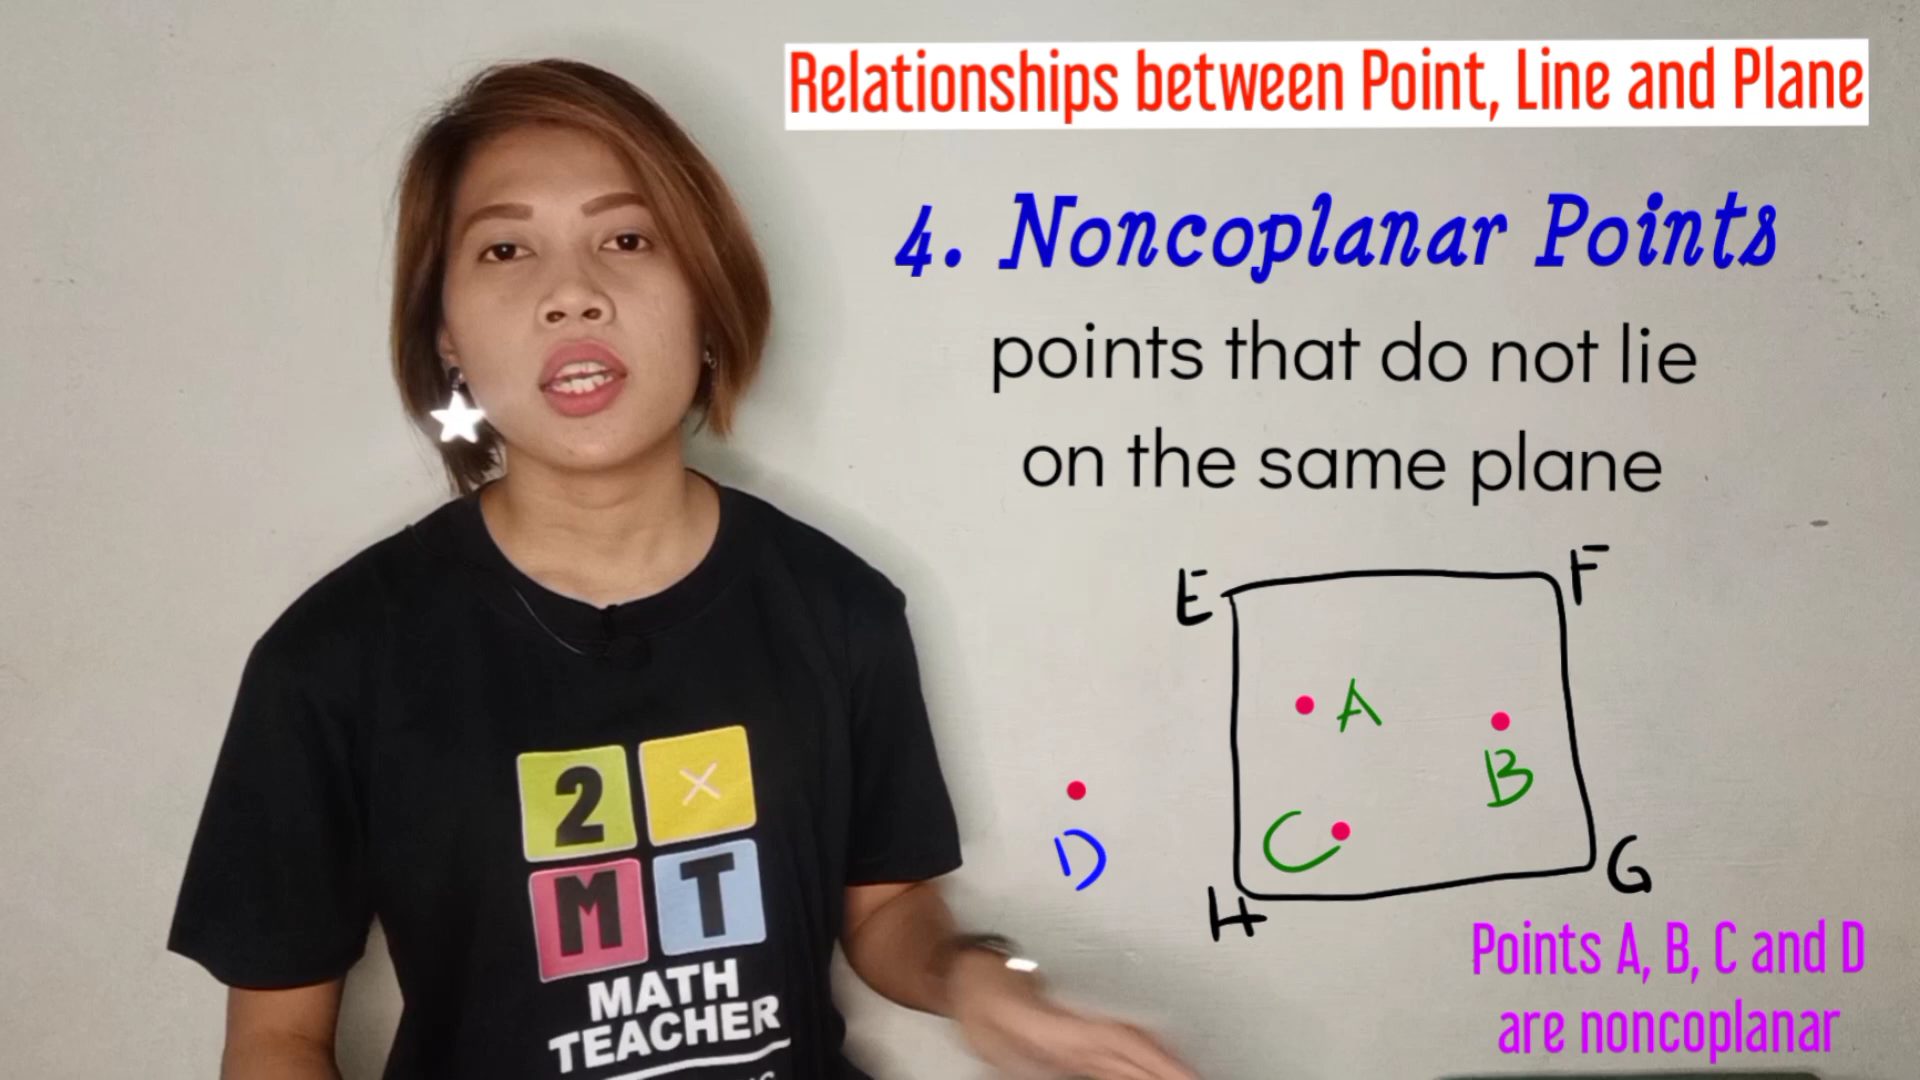 Relationships between Point, Line and Plane
4. Noncoplanar Points
points that do not lie
on the same plane
E
F
A
B
D
C
G
H
Points A, B, C and D
are noncoplanar
2 ×
M T
MATH
TEACHER